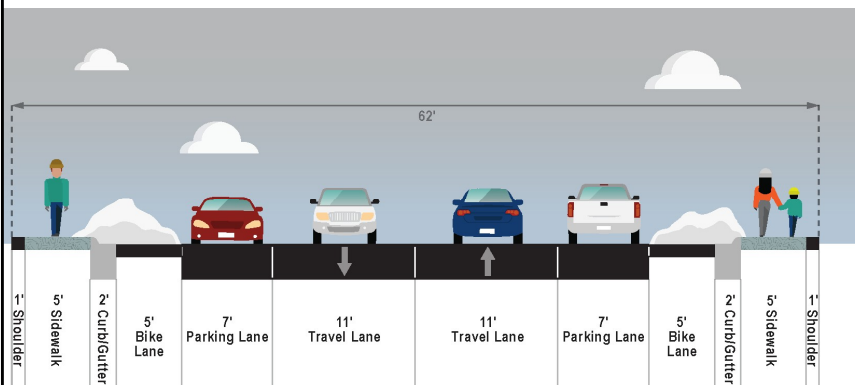 62'
1' Shoulder
5' Sidewalk
2' Curb/Gutter
5'
Bike
Lane
7'
Parking Lane
11'
Travel Lane
11'
Travel Lane
7'
Parking Lane
5'
Bike
Lane
2' Curb/Gutter
5' Sidewalk
1' Shoulder